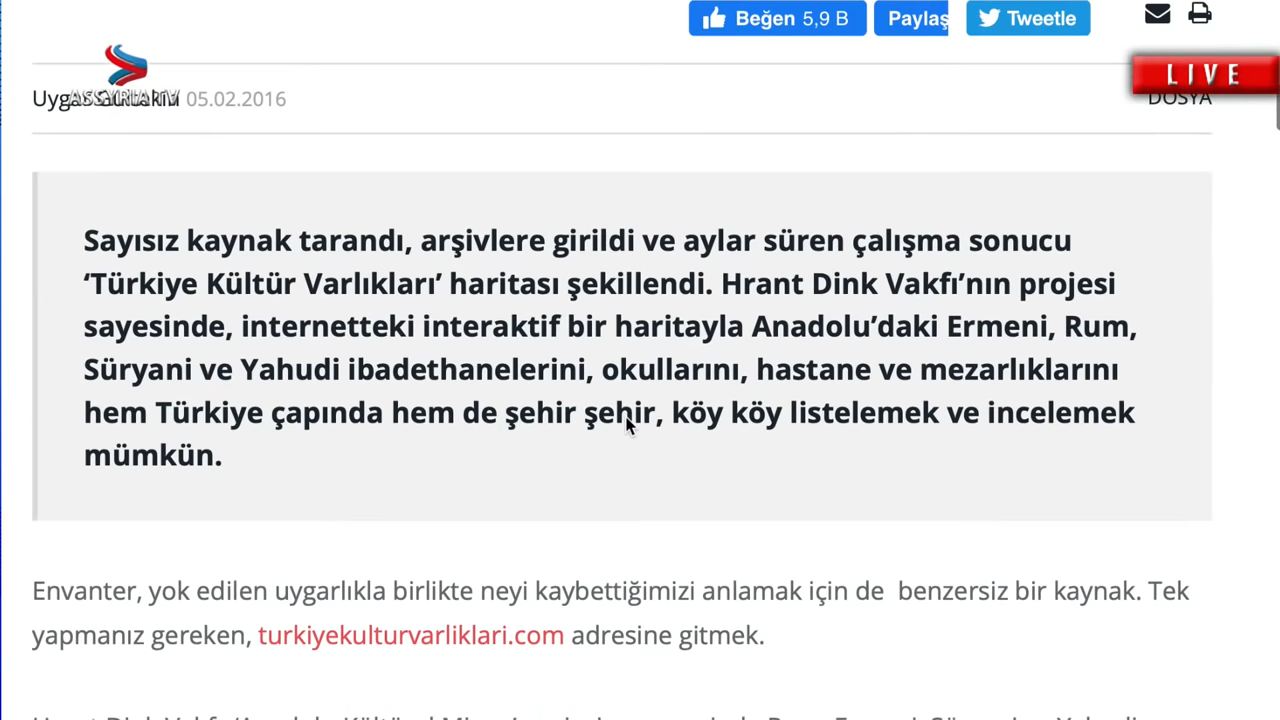 Beğen 5,9 B
Paylaş
Tweetle
LIVE
ASSYRIA TV
05.02.2016
DOSYA
Sayısız kaynak tarandı, arşivlere girildi ve aylar süren çalışma sonucu
‘Türkiye Kültür Varlıkları’ haritası şekillendi. Hrant Dink Vakfı’nın projesi
sayesinde, internetteki interaktif bir haritayla Anadolu’daki Ermeni, Rum,
Süryani ve Yahudi ibadethanelerini, okullarını, hastane ve mezarlıklarını
hem Türkiye çapında hem de şehir şehir, köy köy listelemek ve incelemek
mümkün.
Envanter, yok edilen uygarlıkla birlikte neyi kaybettiğimizi anlamak için de benzersiz bir kaynak. Tek
yapmanız gereken, turkiyekulturvarliklari.com adresine gitmek.